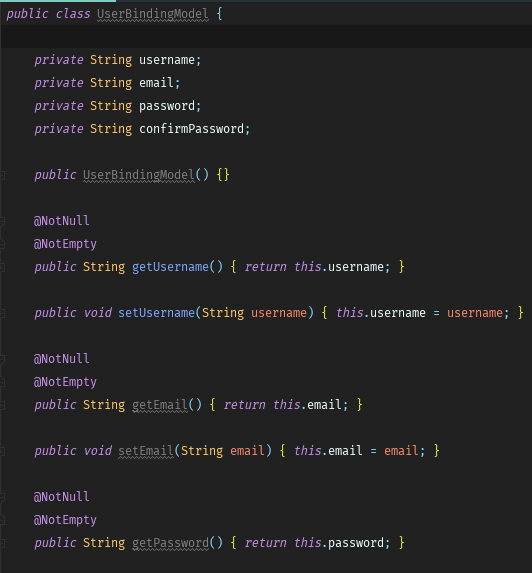 public class UserBindingModel {
private String username;
private String email;
private String password;
private String confirmPassword;
public UserBindingModel() {}
@NotNull
@NotEmpty
public String getUsername() { return this.username; }
public void setUsername(String username) { this.username = username; }
@NotNull
@NotEmpty
public String getEmail() { return this.email; }
public void setEmail(String email) { this.email = email; }
@NotNull
@NotEmpty
public String getPassword() { return this.password; }